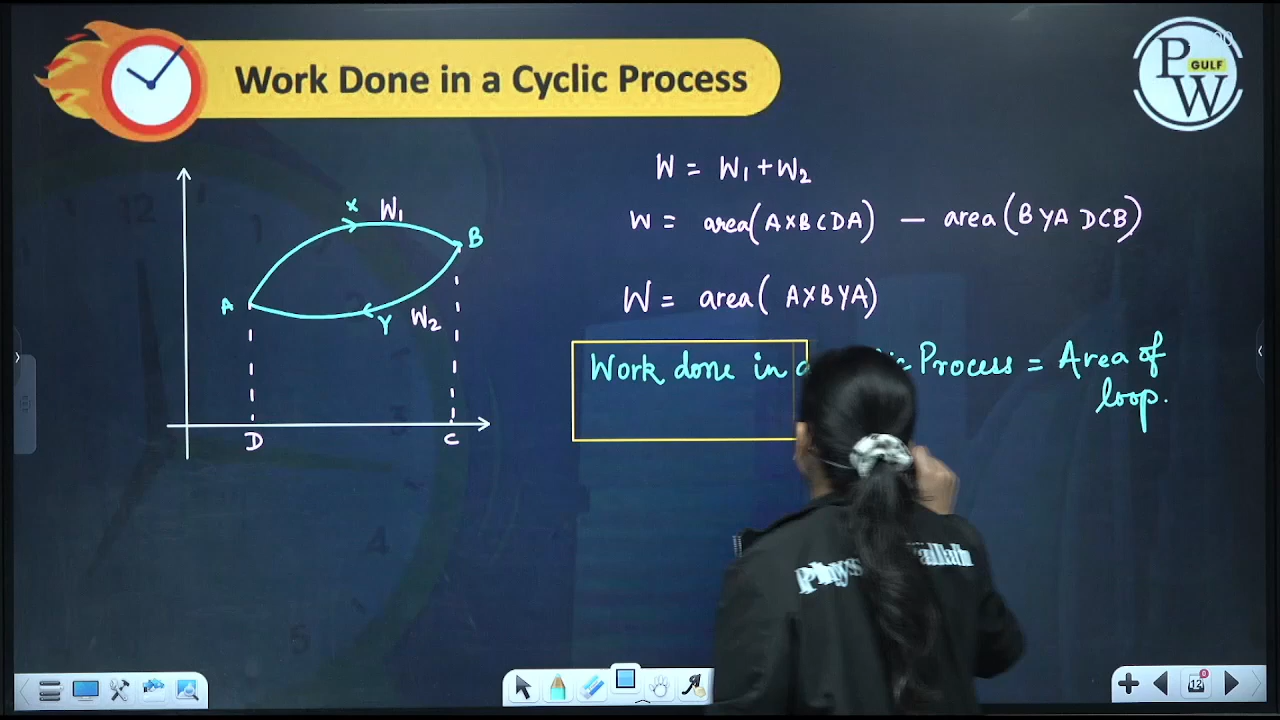 Work Done in a Cyclic Process
P
GULF
W
W = W1 + W2
W = area(AXBCDA) - area(BYADCB)
W = area( AXBYA)
Work done in Process = Area of
loop.
X
W1
B
A
Y
W2
D
C
12